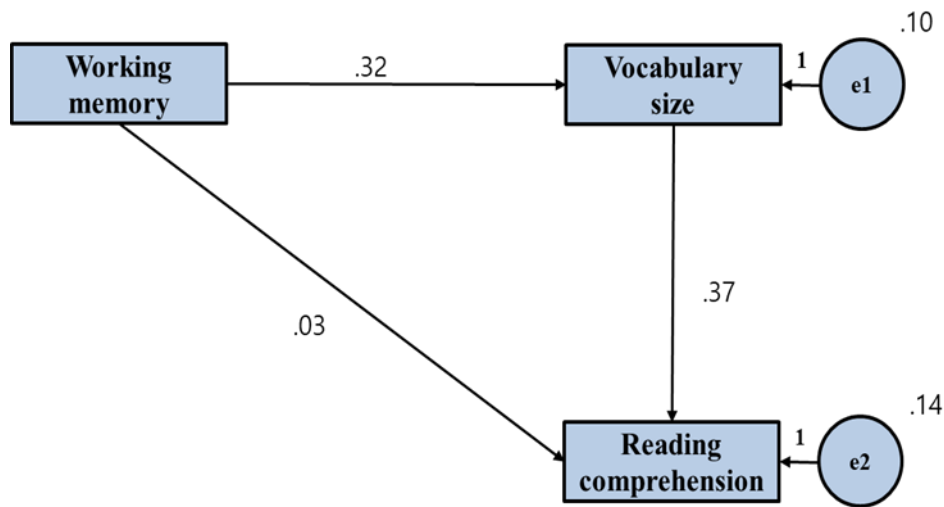 .10
Working
memory
.32
Vocabulary
size
1
e1
.03
.37
.14
Reading
comprehension
1
e2